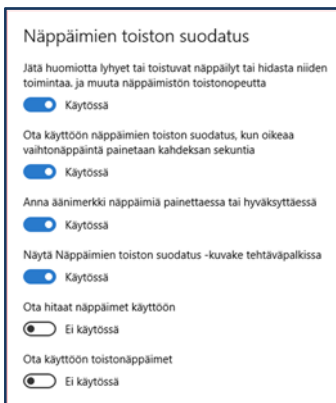 Näppäimien toiston suodatus
Jätä huomiotta lyhyet tai toistuvat näppäilyt tai hidasta niiden
toimintaa, ja muuta näppäimistön toistonopeutta
Käytössä
Ota käyttöön näppäimien toiston suodatus, kun oikeaa
vaihtonäppäintä painetaan kahdeksan sekuntia
Käytössä
Anna äänimerkki näppäimiä painettaessa tai hyväksyttäessä
Käytössä
Näytä Näppäimien toiston suodatus -kuvake tehtäväpalkissa
Käytössä
Ota hitaat näppäimet käyttöön
Ei käytössä
Ota käyttöön toistonäppäimet
Ei käytössä